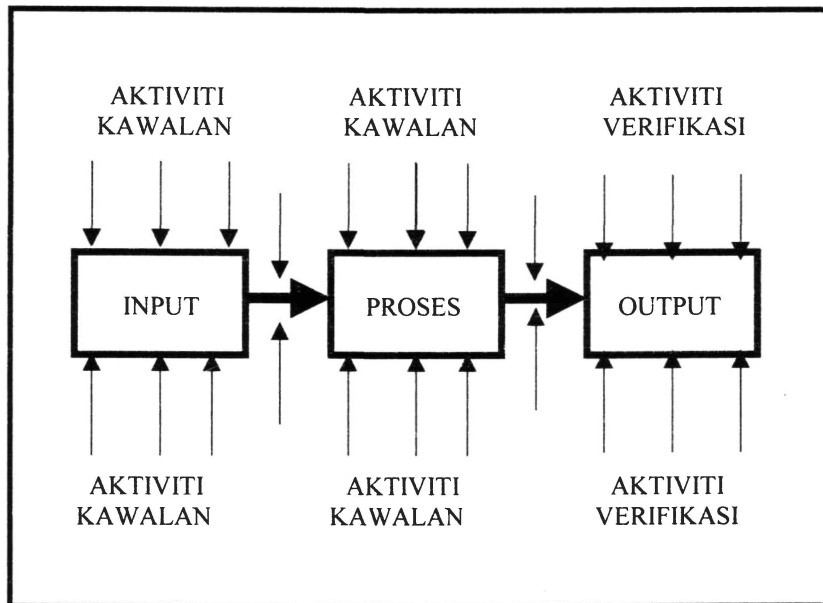 AKTIVITI
KAWALAN
AKTIVITI
KAWALAN
AKTIVITI
VERIFIKASI
INPUT
PROSES
OUTPUT
AKTIVITI
KAWALAN
AKTIVITI
KAWALAN
AKTIVITI
VERIFIKASI